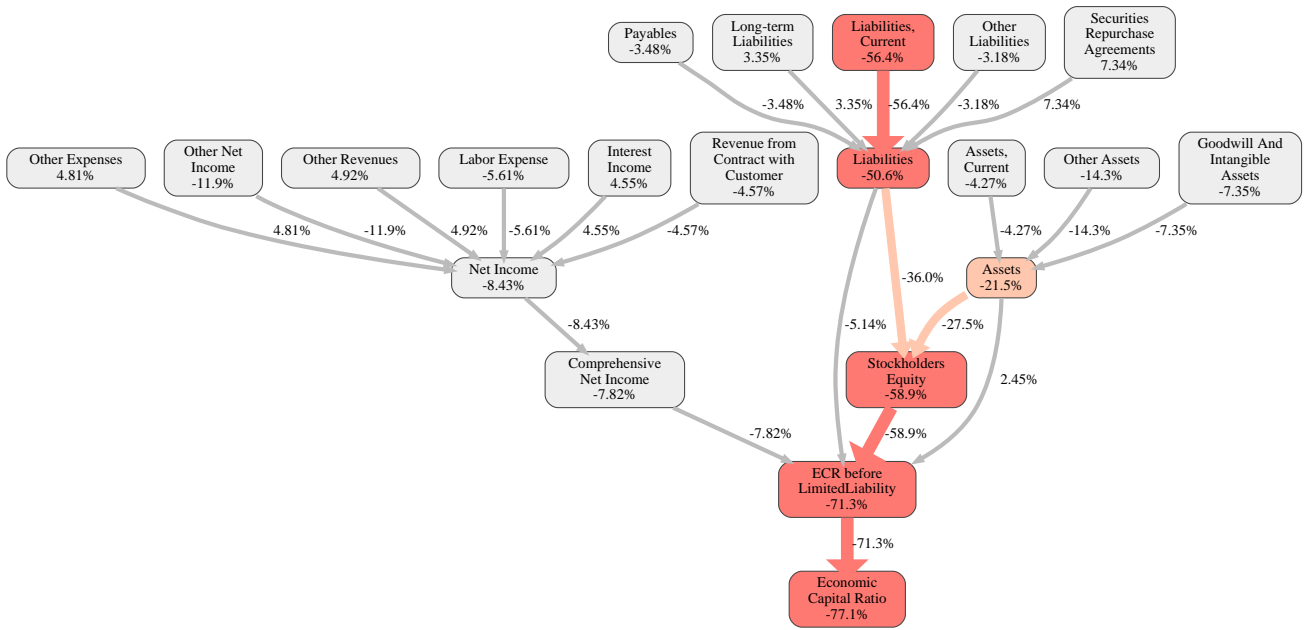 Payables
-3.48%
Long-term
Liabilities
3.35%
Liabilities,
Current
-56.4%
Other
Liabilities
-3.18%
Securities
Repurchase
Agreements
7.34%
-3.48%
3.35%
-56.4%
-3.18%
7.34%
Other Expenses
4.81%
Other Net
Income
-11.9%
Other Revenues
4.92%
Labor Expense
-5.61%
Interest
Income
4.55%
Revenue from
Contract with
Customer
-4.57%
Liabilities
-50.6%
Assets,
Current
-4.27%
Other Assets
-14.3%
Goodwill And
Intangible
Assets
-7.35%
4.81%
-11.9%
4.92%
-5.61%
4.55%
-4.57%
-4.27%
-14.3%
-7.35%
Net Income
-8.43%
-36.0%
Assets
-21.5%
-8.43%
-5.14%
-27.5%
Comprehensive
Net Income
-7.82%
Stockholders
Equity
-58.9%
2.45%
-7.82%
-58.9%
ECR before
LimitedLiability
-71.3%
-71.3%
Economic
Capital Ratio
-77.1%